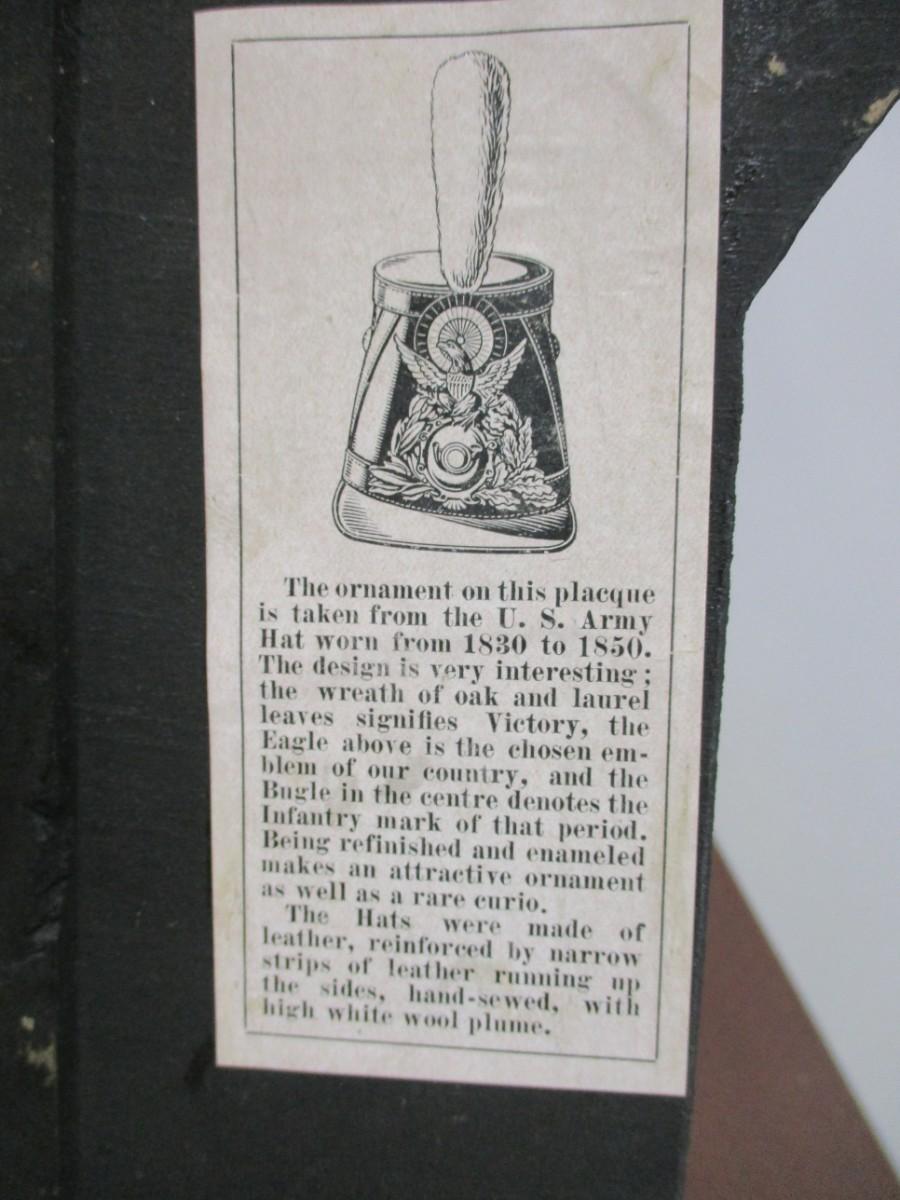 The ornament on this placque
is taken from the U. S. Army
Hat worn from 1830 to 1850.
The design is very interesting;
the wreath of oak and laurel
leaves signifies Victory, the
Eagle above is the chosen em-
blem of our country, and the
Bugle in the centre denotes the
Infantry mark of that period.
Being refinished and enameled
makes an attractive ornament
as well as a rare curio.
The Hats were made of
leather, reinforced by narrow
strips of leather running up
the sides, hand-sewed, with
high white wool plume.